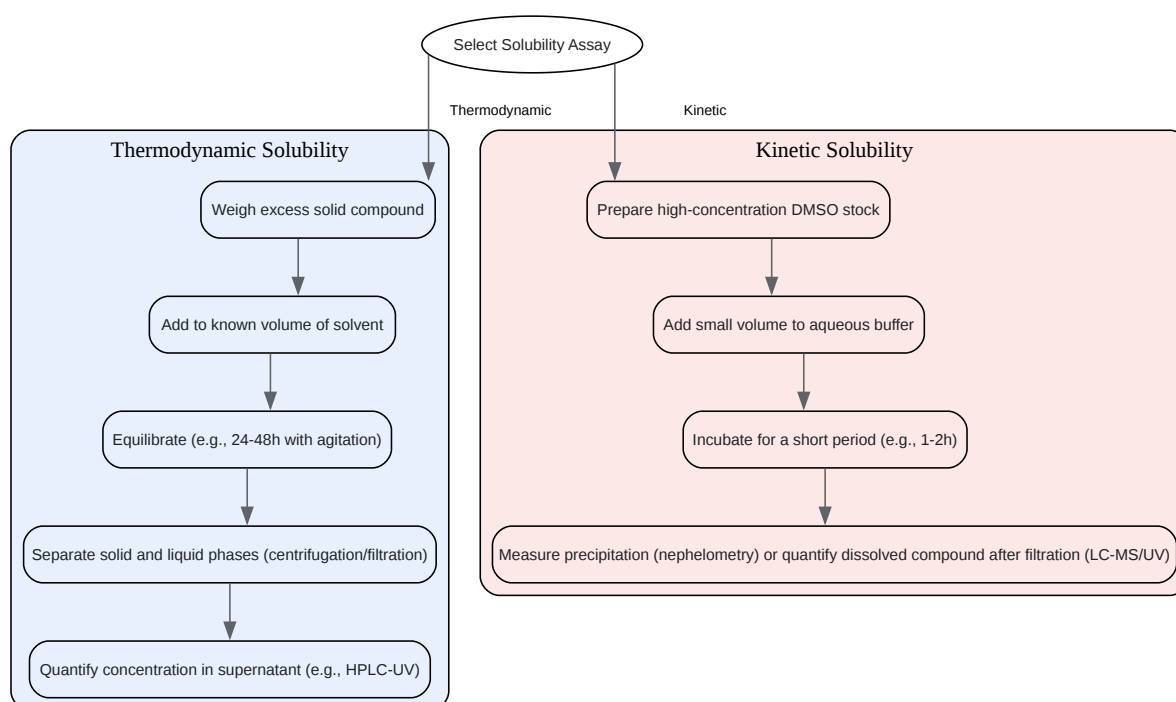 Select Solubility Assay
Thermodynamic
Kinetic
Thermodynamic Solubility
Weigh excess solid compound
Add to known volume of solvent
Equilibrate (e.g., 24-48h with agitation)
Separate solid and liquid phases (centrifugation/filtration)
Quantify concentration in supernatant (e.g., HPLC-UV)
Kinetic Solubility
Prepare high-concentration DMSO stock
Add small volume to aqueous buffer
Incubate for a short period (e.g., 1-2h)
Measure precipitation (nephelometry) or quantify dissolved compound after filtration (LC-MS/UV)